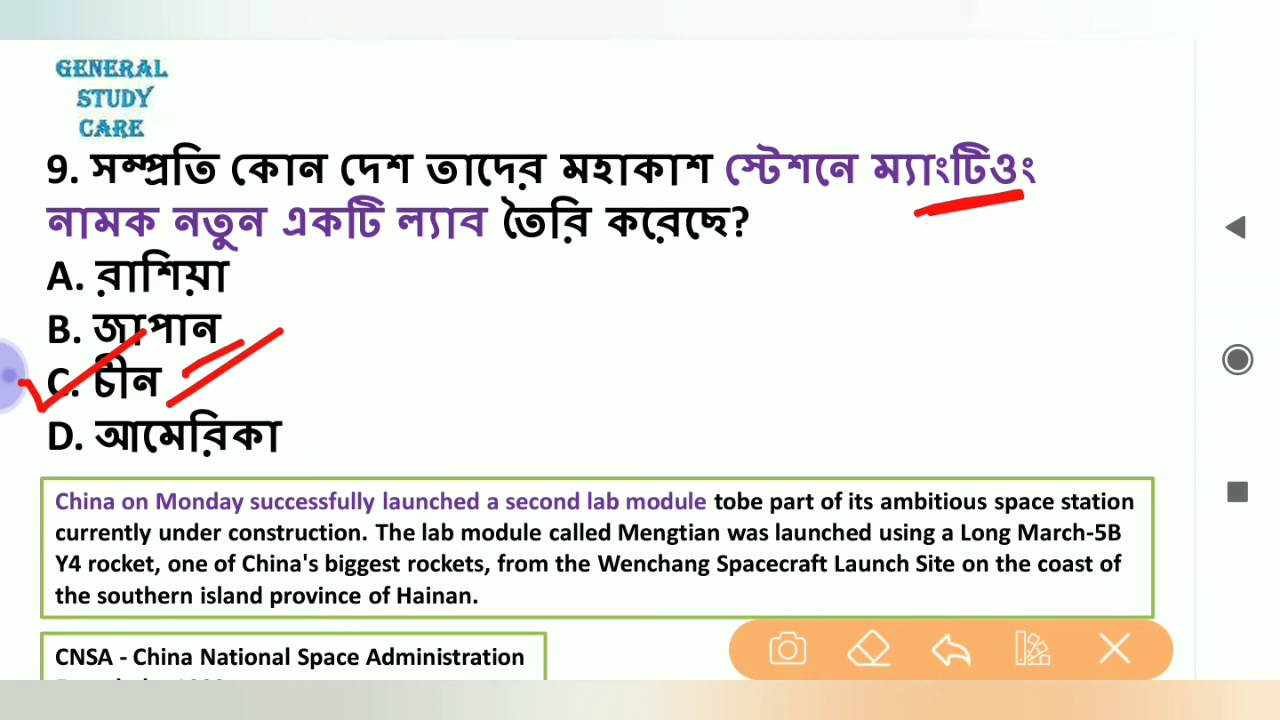 GENERAL
STUDY
CARE
9. সম্প্রতি কোন দেশ তাদের মহাকাশ স্টেশনে ম্যাংটিওং
নামক নতুন একটি ল্যাব তৈরি করেছে?
A. রাশিয়া
B. জাপান
C. চীন
D. আমেরিকা
China on Monday successfully launched a second lab module tobe part of its ambitious space station
currently under construction. The lab module called Mengtian was launched using a Long March-5B
Y4 rocket, one of China's biggest rockets, from the Wenchang Spacecraft Launch Site on the coast of
the southern island province of Hainan.
CNSA - China National Space Administration